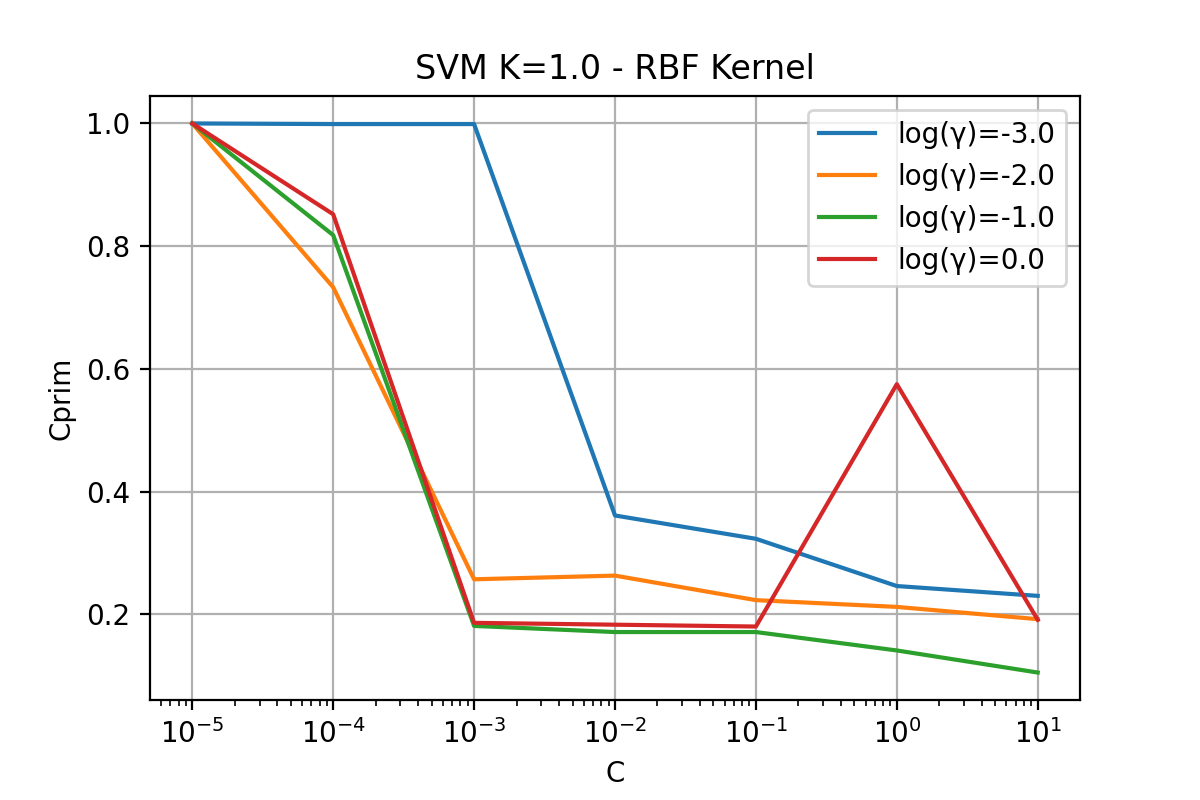 SVM K=1.0 - RBF Kernel
log(γ)=-3.0
log(γ)=-2.0
log(γ)=-1.0
log(γ)=0.0
1.0
0.8
0.6
0.4
0.2
Cprim
10⁻⁵ 10⁻⁴ 10⁻³ 10⁻² 10⁻¹ 10⁰ 10¹
C